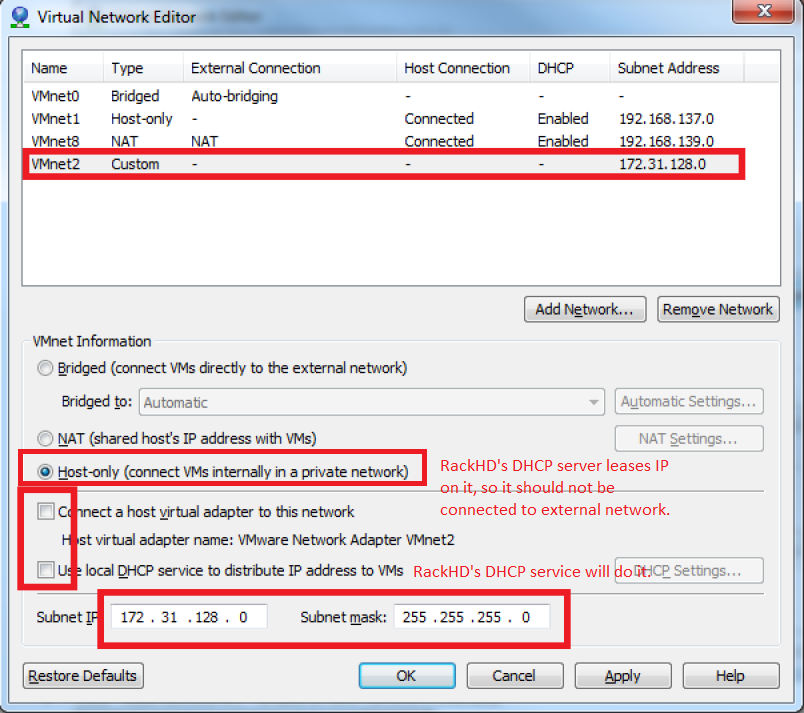 Virtual Network Editor
Name Type External Connection Host Connection DHCP Subnet Address
VMnet0 Bridged Auto-bridging - - -
VMnet1 Host-only - Connected Enabled 192.168.137.0
VMnet8 NAT NAT Connected Enabled 192.168.139.0
VMnet2 Custom - - - 172.31.128.0
Add Network... Remove Network
VMnet Information
Bridged (connect VMs directly to the external network)
Bridged to: Automatic Automatic Settings...
NAT (shared host's IP address with VMs) NAT Settings...
Host-only (connect VMs internally in a private network)
RackHD's DHCP server leases IP
on it, so it should not be
connected to external network.
Connect a host virtual adapter to this network
Host virtual adapter name: VMware Network Adapter VMnet2
Use local DHCP service to distribute IP address to VMs
RackHD's DHCP service will do it.
DHCP Settings...
Subnet IP 172 . 31 .128 . 0 Subnet mask: 255 .255 .255 . 0
Restore Defaults OK Cancel Apply Help